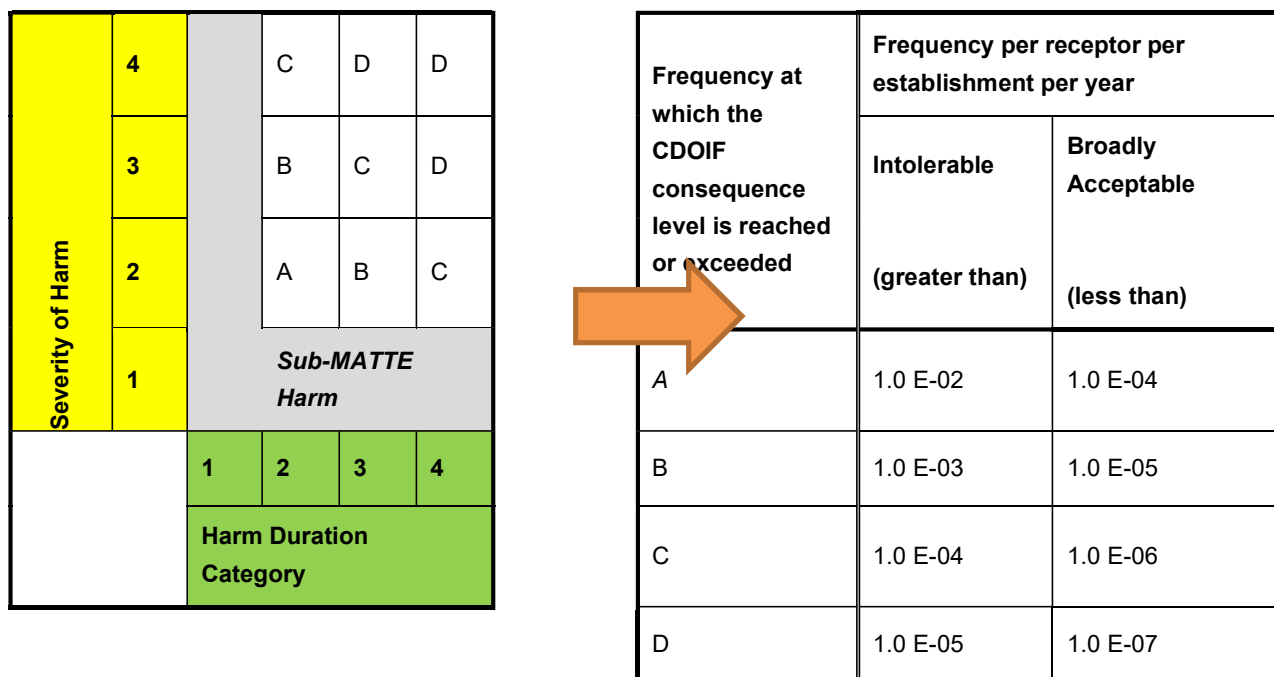 4 C D D
3 B C D
Severity of Harm
2 A B C
1 Sub-MATTE
Harm
1 2 3 4
Harm Duration
Category
Frequency at
which the
CDOIF
consequence
level is reached
or exceeded
Frequency per receptor per
establishment per year
Intolerable
(greater than)
Broadly
Acceptable
(less than)
A 1.0 E-02 1.0 E-04
B 1.0 E-03 1.0 E-05
C 1.0 E-04 1.0 E-06
D 1.0 E-05 1.0 E-07